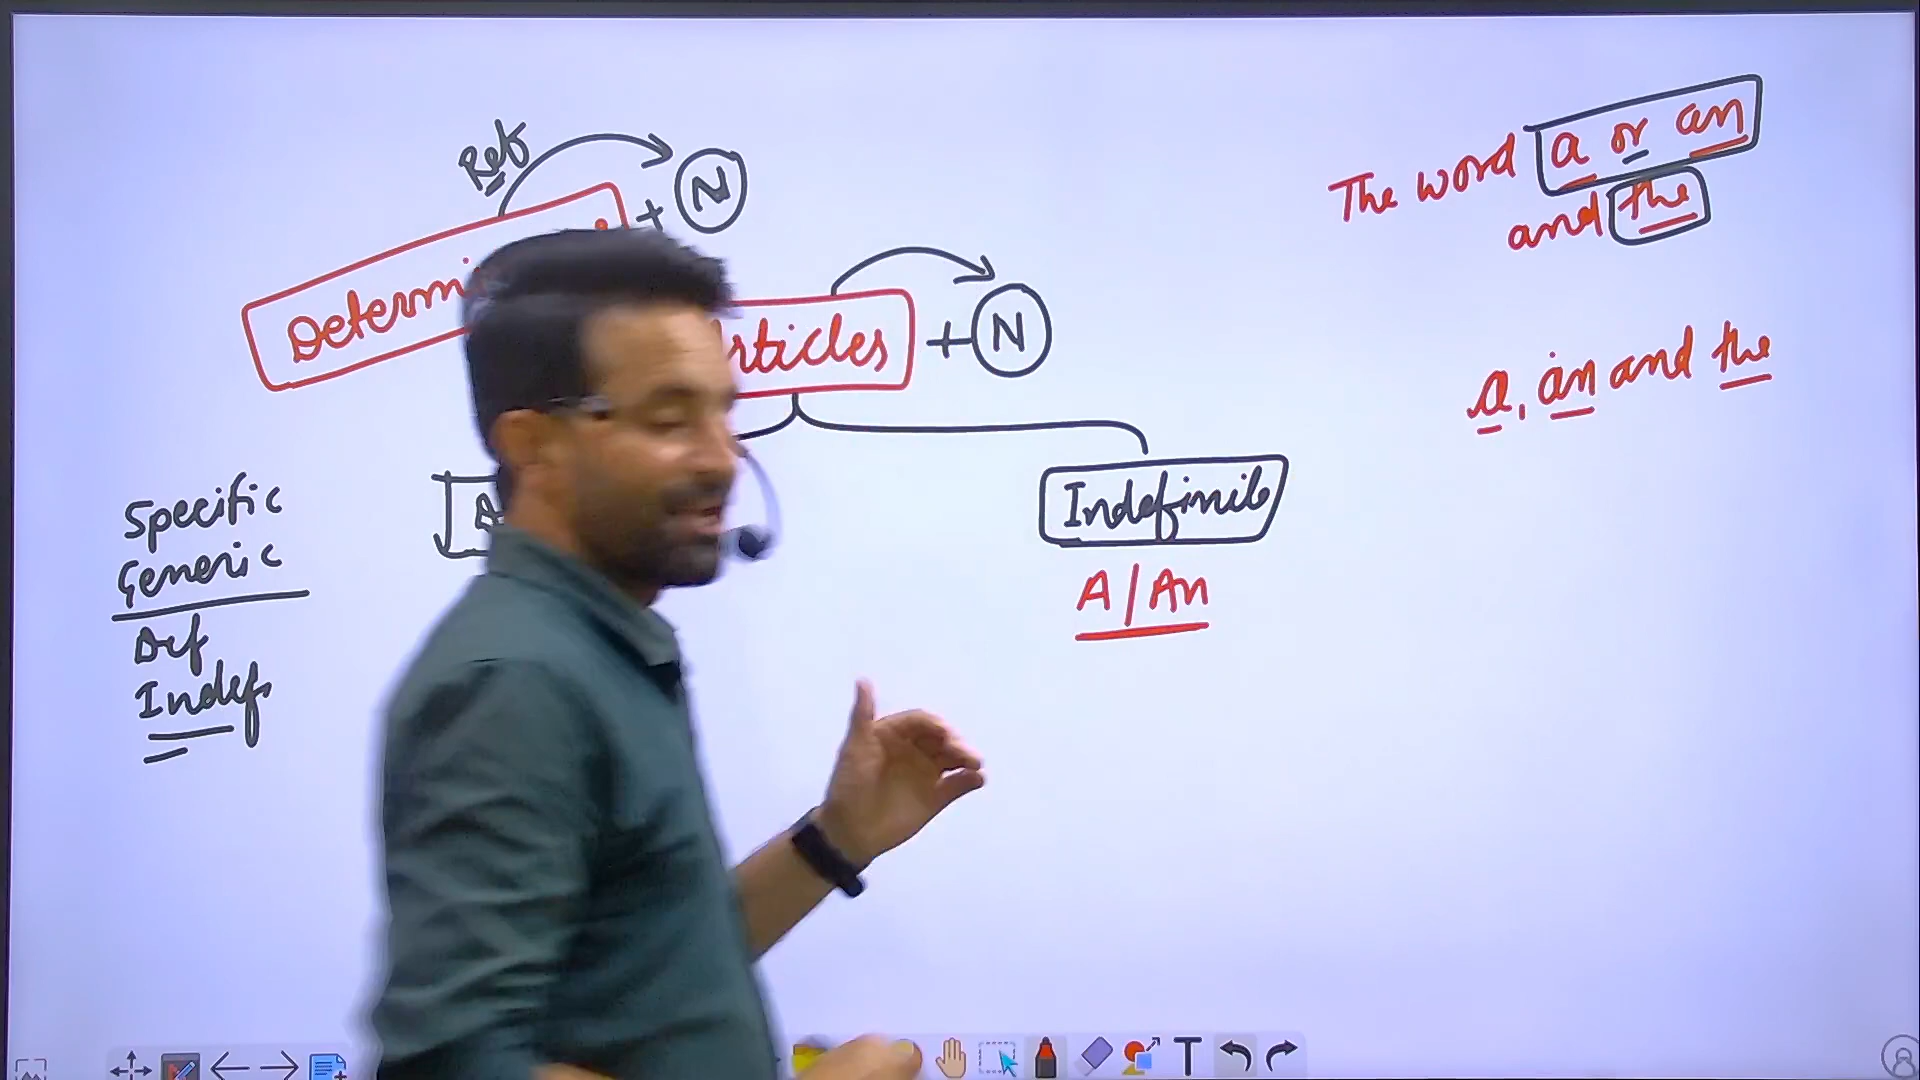 Ref
+ N
The word a or an
and the
Determi
rticles + N
a, an and the
Specific
Generic
Def
Indef
Indefinite
A/An
T